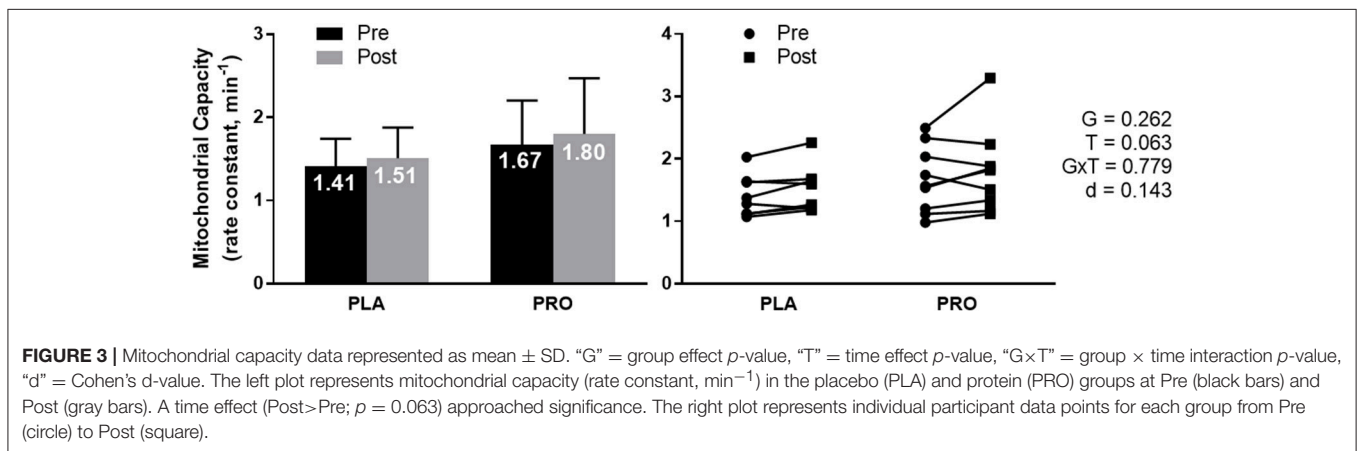 Mitochondrial Capacity
(rate constant, min⁻¹)
3
2
1
0
Pre
Post
1.41
1.51
1.67
1.80
PLA
PRO
4
3
2
1
0
Pre
Post
PLA
PRO
G = 0.262
T = 0.063
GxT = 0.779
d = 0.143
FIGURE 3 | Mitochondrial capacity data represented as mean ± SD. “G” = group effect p-value, “T” = time effect p-value, “G×T” = group × time interaction p-value,
“d” = Cohen’s d-value. The left plot represents mitochondrial capacity (rate constant, min⁻¹) in the placebo (PLA) and protein (PRO) groups at Pre (black bars) and
Post (gray bars). A time effect (Post>Pre; p = 0.063) approached significance. The right plot represents individual participant data points for each group from Pre
(circle) to Post (square).